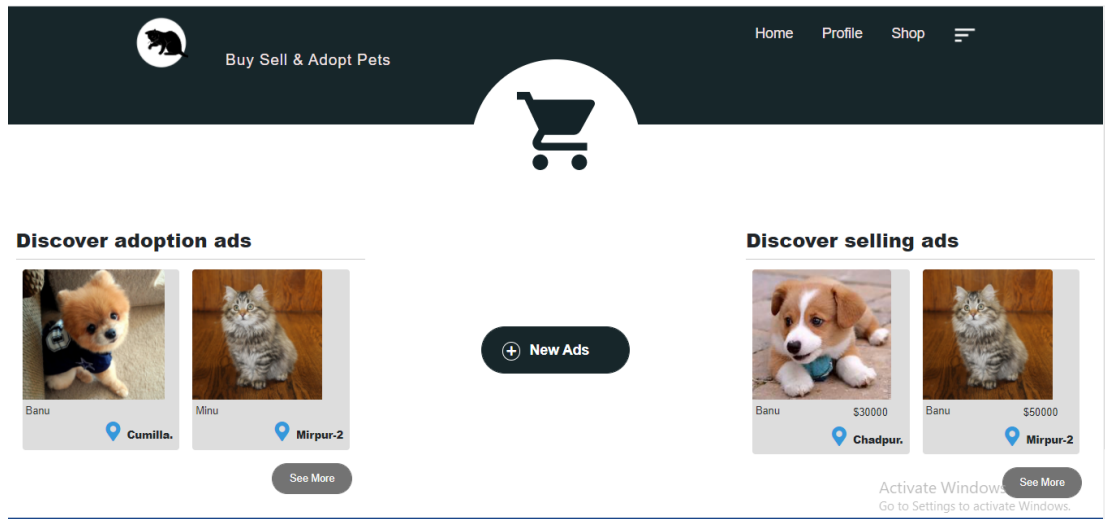 Buy Sell & Adopt Pets
Home Profile Shop
Discover adoption ads
Banu
Cumilla.
Minu
Mirpur-2
See More
New Ads
Discover selling ads
Banu $30000
Chadpur.
Banu $50000
Mirpur-2
See More
Activate Windows
Go to Settings to activate Windows.